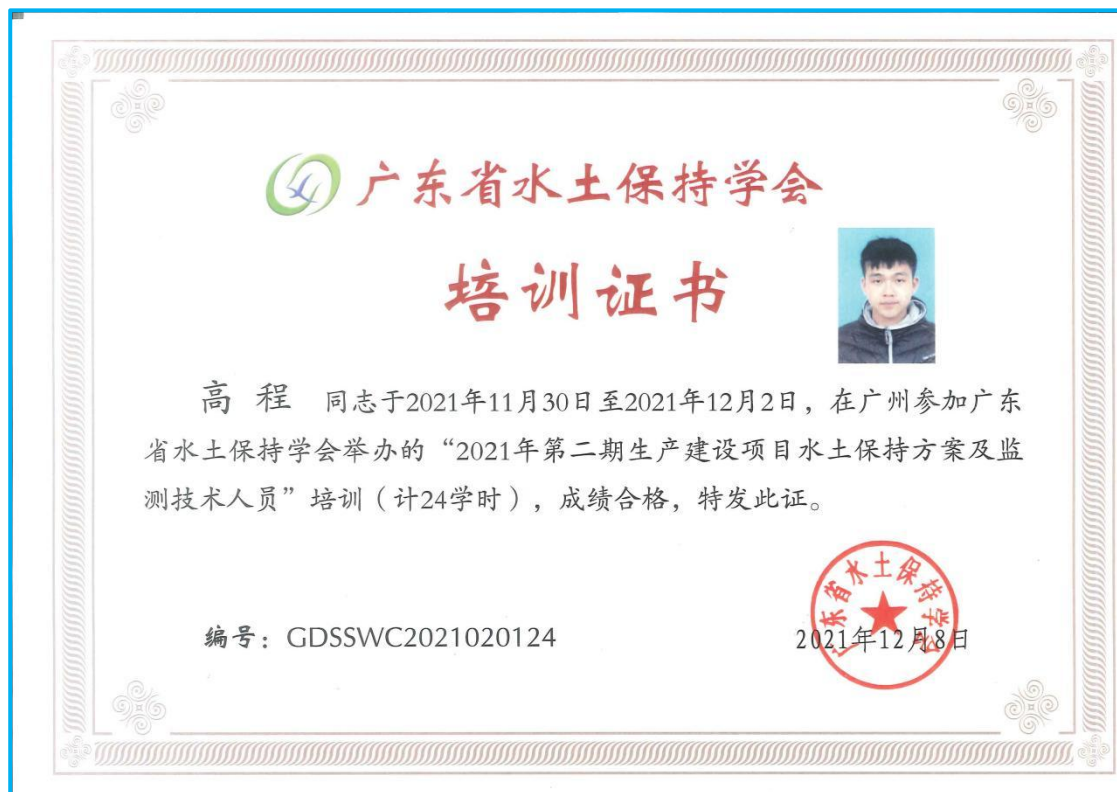 广东省水土保持学会
培训证书
高程 同志于2021年11月30日至2021年12月2日，在广州参加广东
省水土保持学会举办的“2021年第二期生产建设项目水土保持方案及监
测技术人员”培训（计24学时），成绩合格，特发此证。
广东省水土保持学会
编号：GDSSWC2021020124
2021年12月8日